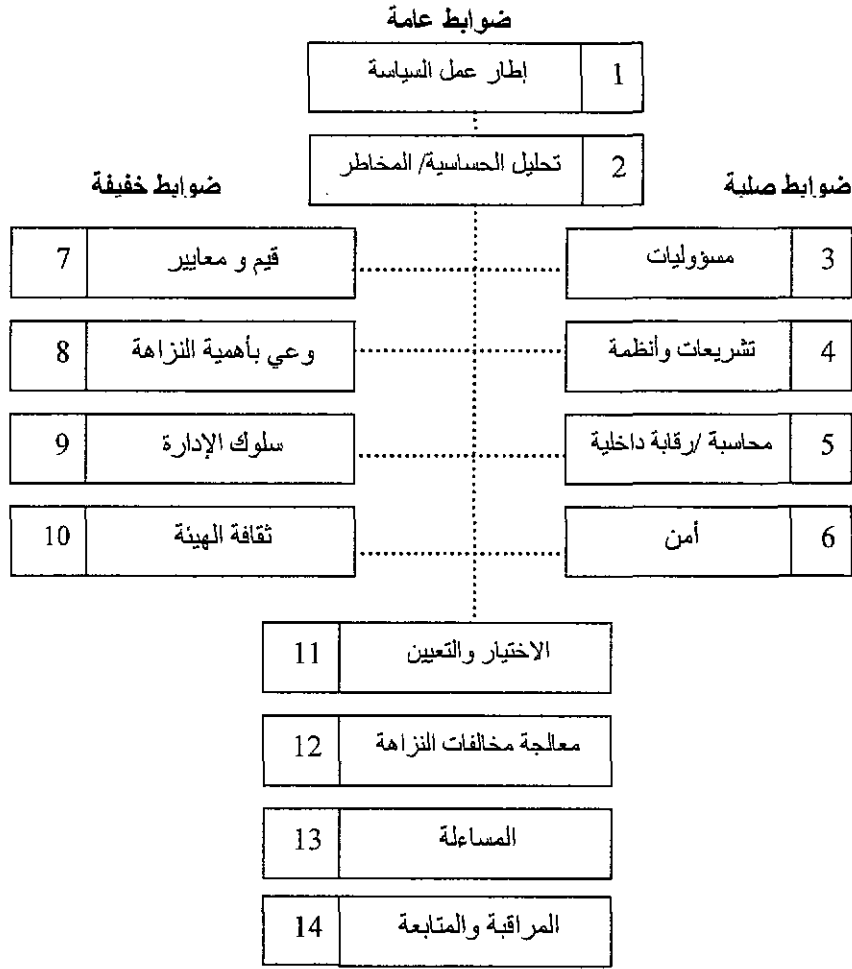 ضوابط عامة
1 إطار عمل السياسة
2 تحليل الحساسية/ المخاطر
ضوابط صلبة
ضوابط خفيفة
3 مسؤوليات
7 قيم و معايير
4 تشريعات وأنظمة
8 وعي بأهمية النزاهة
5 محاسبة /رقابة داخلية
9 سلوك الإدارة
6 أمن
10 ثقافة الهيئة
11 الاختيار والتعيين
12 معالجة مخالفات النزاهة
13 المساءلة
14 المراقبة والمتابعة